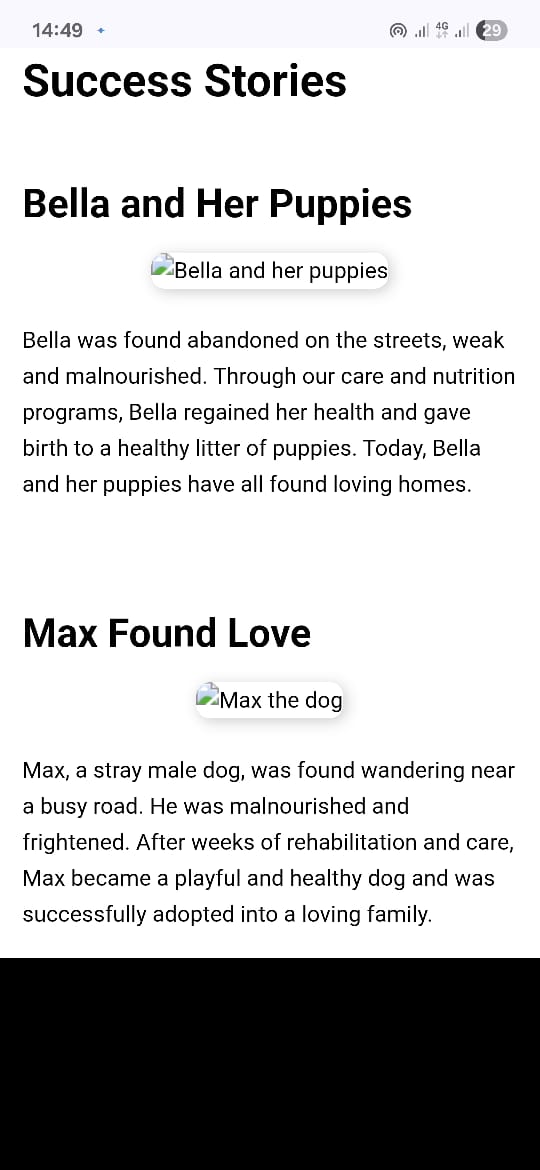 14:49
4G
29
Success Stories
Bella and Her Puppies
Bella and her puppies
Bella was found abandoned on the streets, weak
and malnourished. Through our care and nutrition
programs, Bella regained her health and gave
birth to a healthy litter of puppies. Today, Bella
and her puppies have all found loving homes.
Max Found Love
Max the dog
Max, a stray male dog, was found wandering near
a busy road. He was malnourished and
frightened. After weeks of rehabilitation and care,
Max became a playful and healthy dog and was
successfully adopted into a loving family.